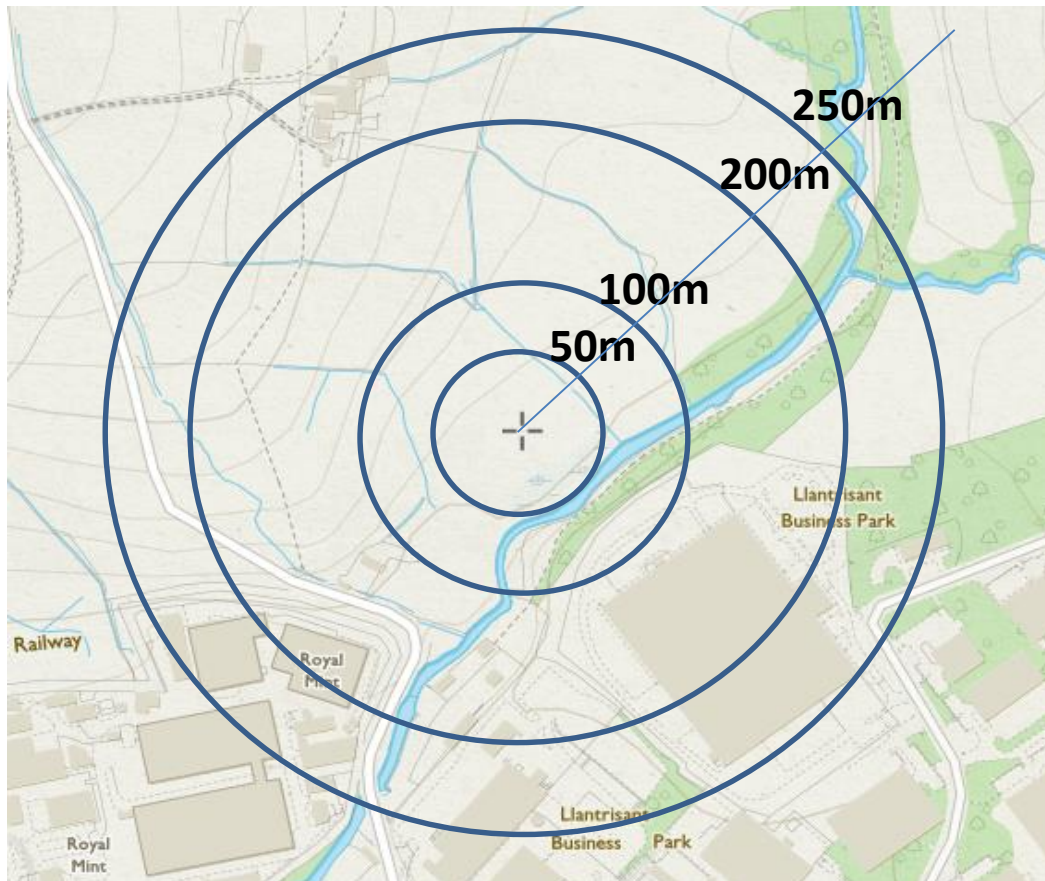 250m
200m
100m
50m
Llantrisant
Business Park
Railway
Royal
Mint
Llantrisant
Business Park
Royal
Mint